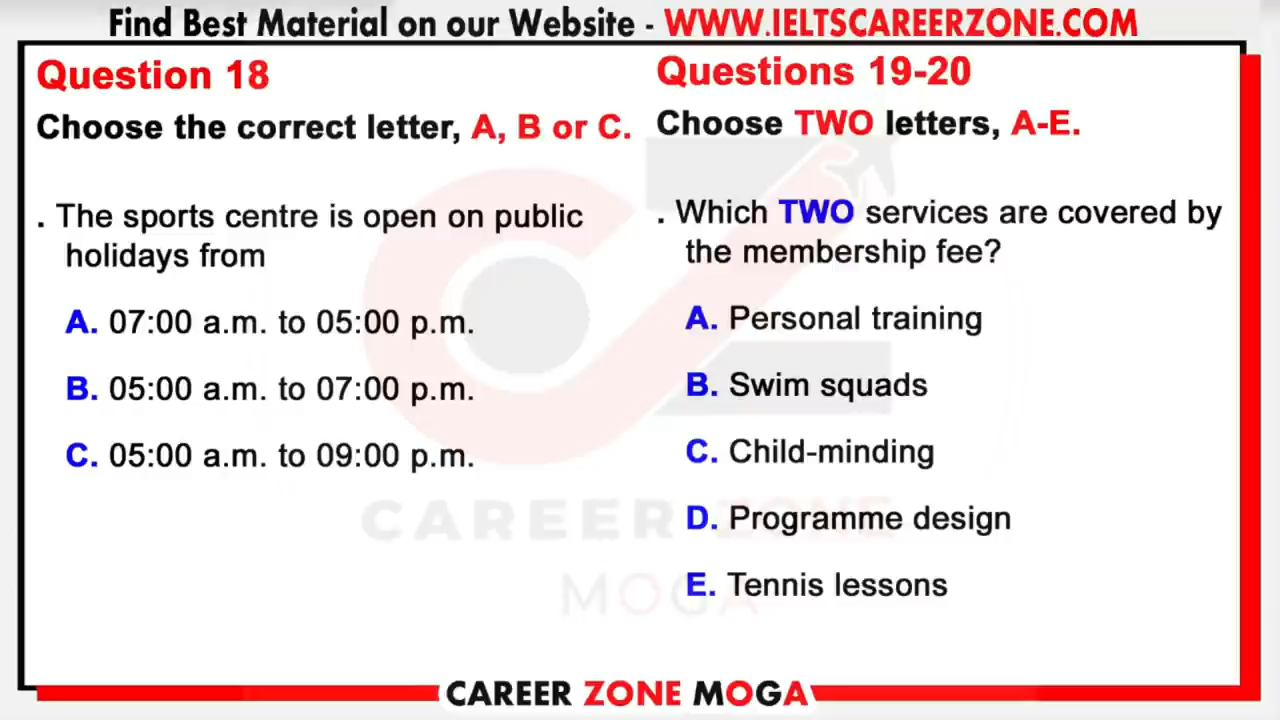 Find Best Material on our Website - WWW.IELTSCAREERZONE.COM
Question 18
Choose the correct letter, A, B or C.
. The sports centre is open on public
holidays from
A. 07:00 a.m. to 05:00 p.m.
B. 05:00 a.m. to 07:00 p.m.
C. 05:00 a.m. to 09:00 p.m.
Questions 19-20
Choose TWO letters, A-E.
. Which TWO services are covered by
the membership fee?
A. Personal training
B. Swim squads
C. Child-minding
D. Programme design
E. Tennis lessons
CAREER ZONE
MOGA
CAREER ZONE MOGA